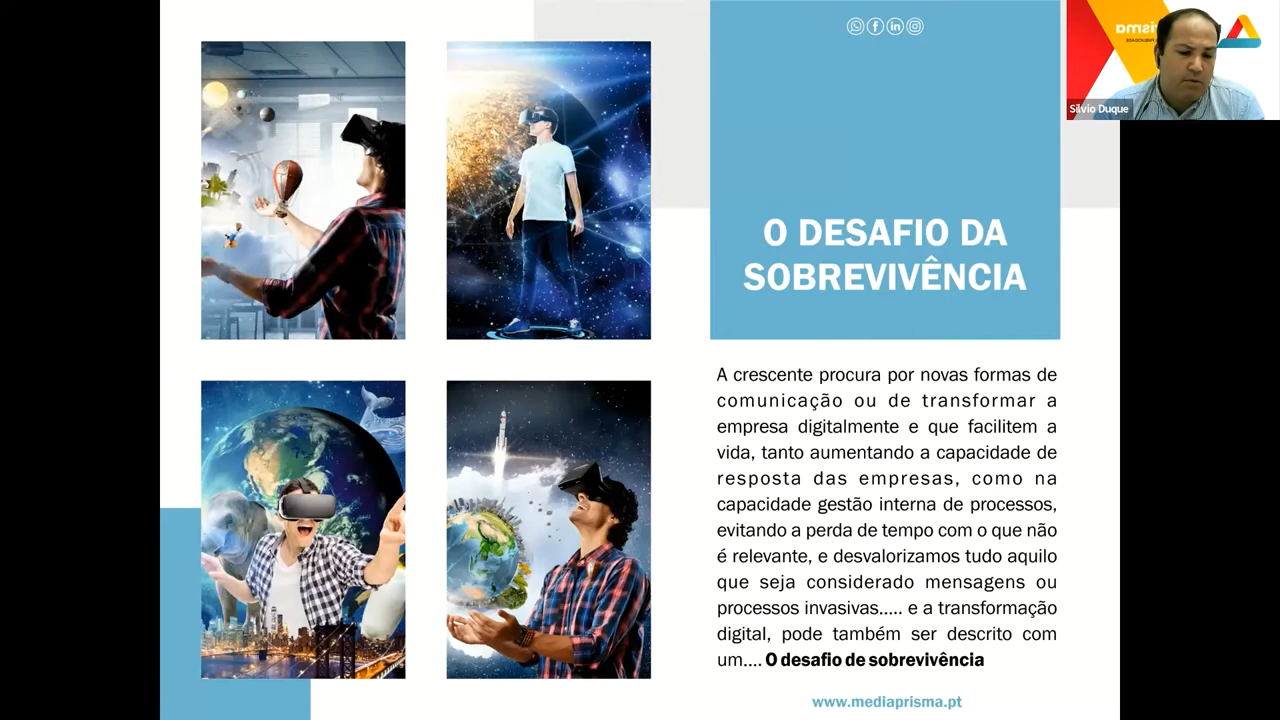 O DESAFIO DA
SOBREVIVÊNCIA
A crescente procura por novas formas de
comunicação ou de transformar a
empresa digitalmente e que facilitem a
vida, tanto aumentando a capacidade de
resposta das empresas, como na
capacidade gestão interna de processos,
evitando a perda de tempo com o que não
é relevante, e desvalorizamos tudo aquilo
que seja considerado mensagens ou
processos invasivas..... e a transformação
digital, pode também ser descrito com
um.... O desafio de sobrevivência
www.mediaprisma.pt
Silvio Duque